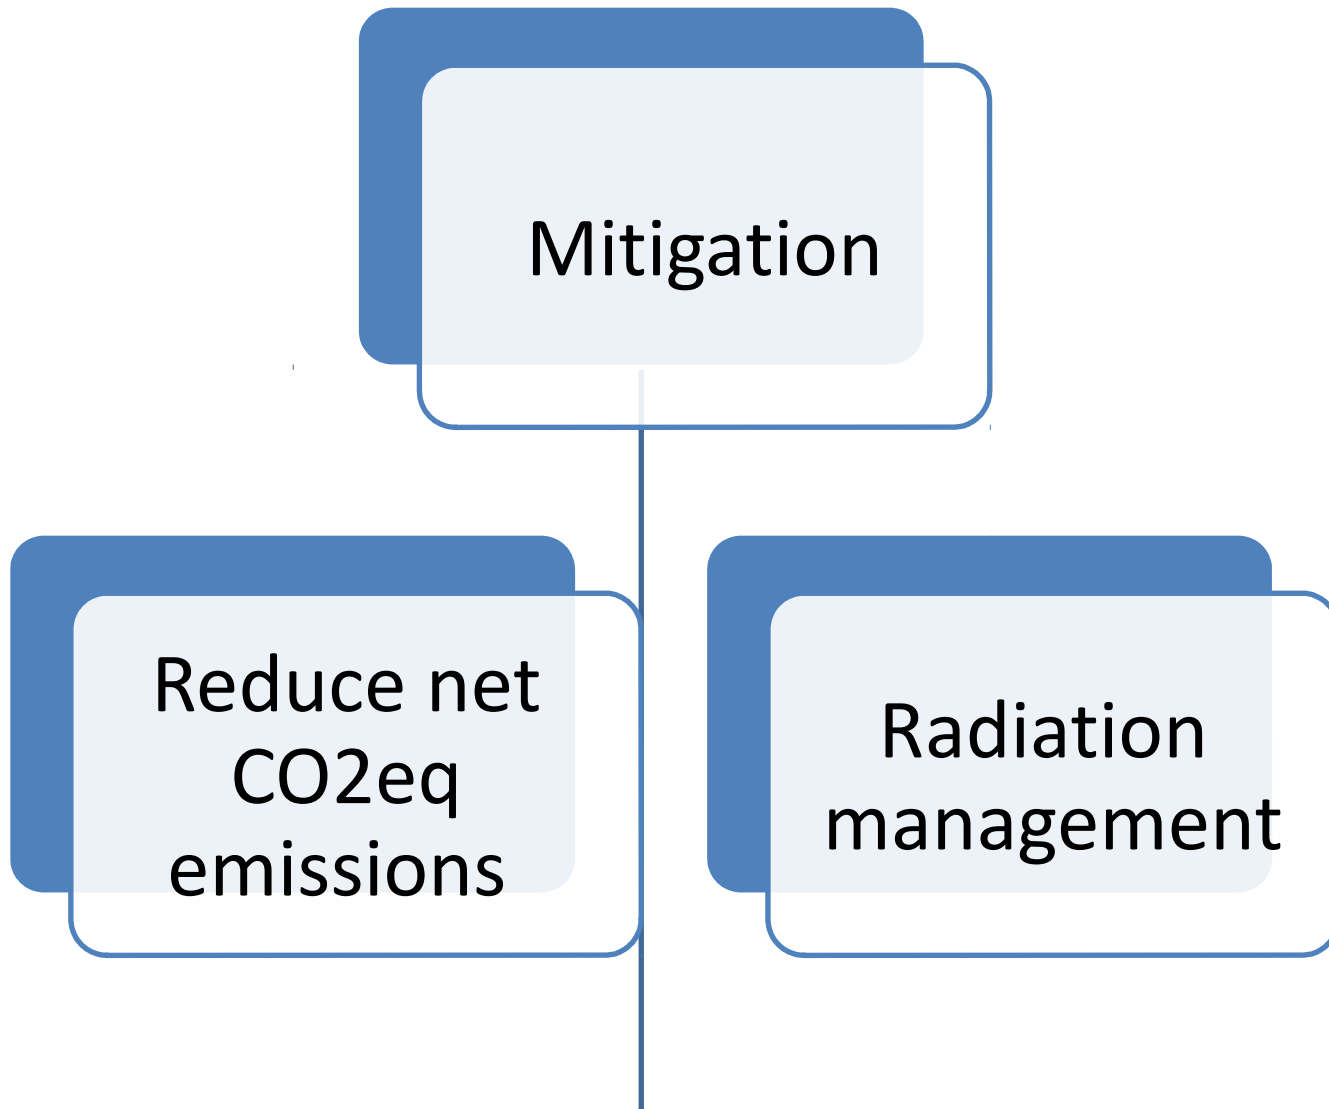 Mitigation
Reduce net
CO2eq
emissions
Radiation
management